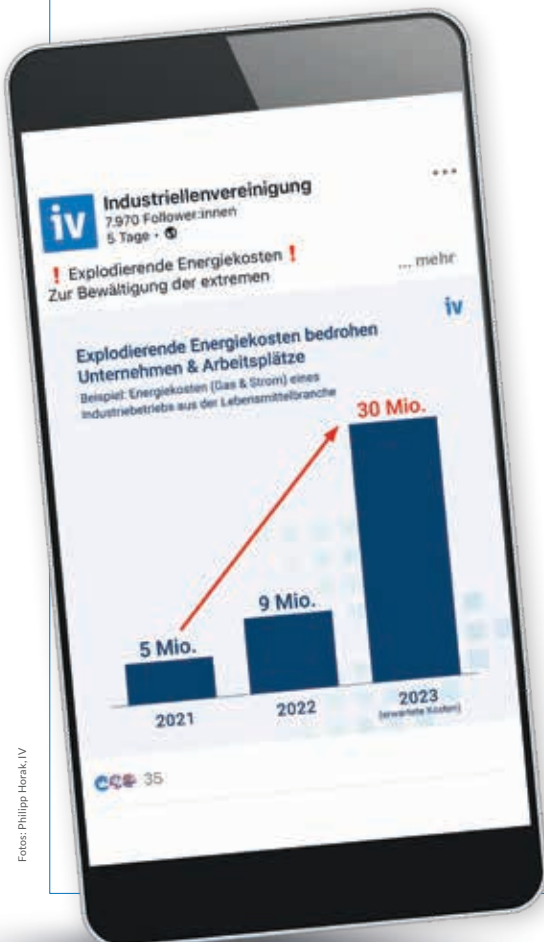 iv
Industriellenvereinigung
7.970 Follower:innen
5 Tage •
❗ Explodierende Energiekosten ❗
Zur Bewältigung der extremen
... mehr
iv
Explodierende Energiekosten bedrohen
Unternehmen & Arbeitsplätze
Beispiel: Energiekosten (Gas & Strom) eines
Industriebetriebs aus der Lebensmittelbranche
30 Mio.
9 Mio.
5 Mio.
2021
2022
2023
(erwartete Kosten)
35
Fotos: Philipp Horak, IV